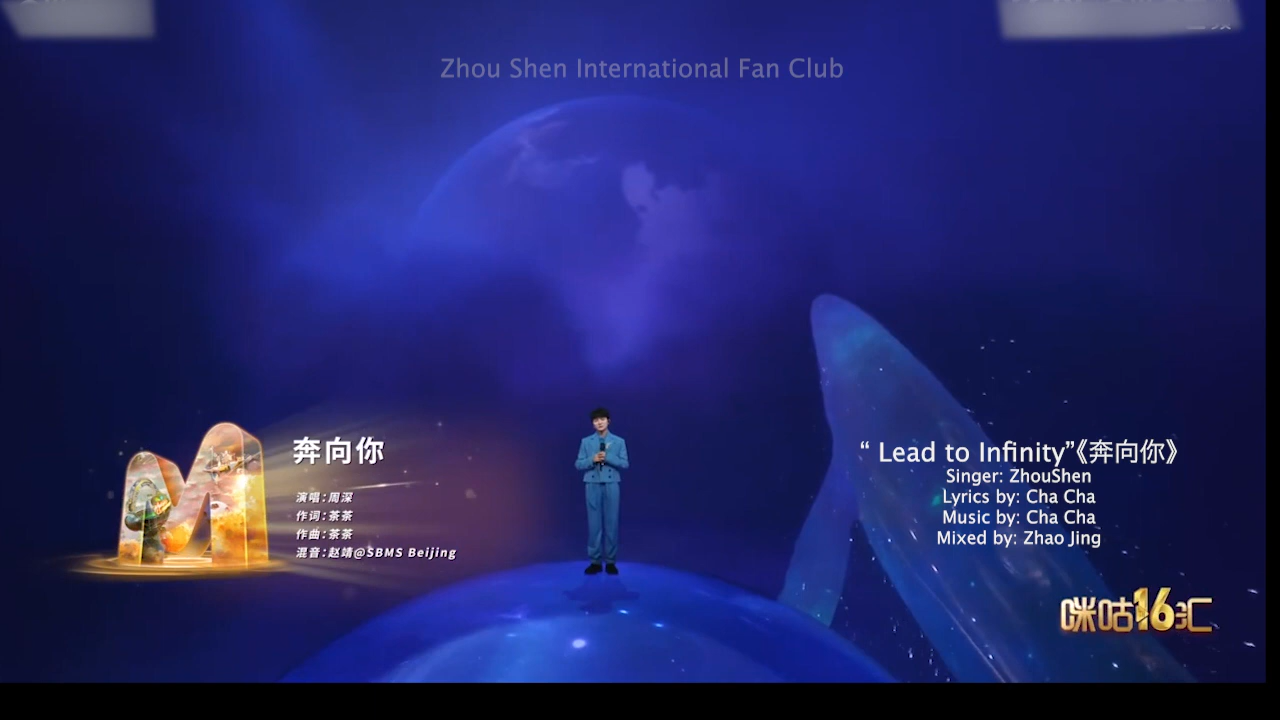 Zhou Shen International Fan Club
奔向你
演唱：周深
作词：茶茶
作曲：茶茶
混音：赵靖@SBMS Beijing
“ Lead to Infinity”《奔向你》
Singer: ZhouShen
Lyrics by: Cha Cha
Music by: Cha Cha
Mixed by: Zhao Jing
咪咕16汇